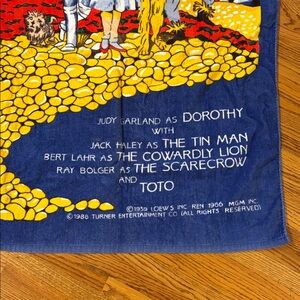 JUDY GARLAND AS DOROTHY
WITH
JACK HALEY AS THE TIN MAN
BERT LAHR AS THE COWARDLY LION
RAY BOLGER AS THE SCARECROW
AND
TOTO
©1939 LOEWS INC REN 1966 MGM INC.
©1988 TURNER ENTERTAINMENT CO (ALL RIGHTS RESERVED)